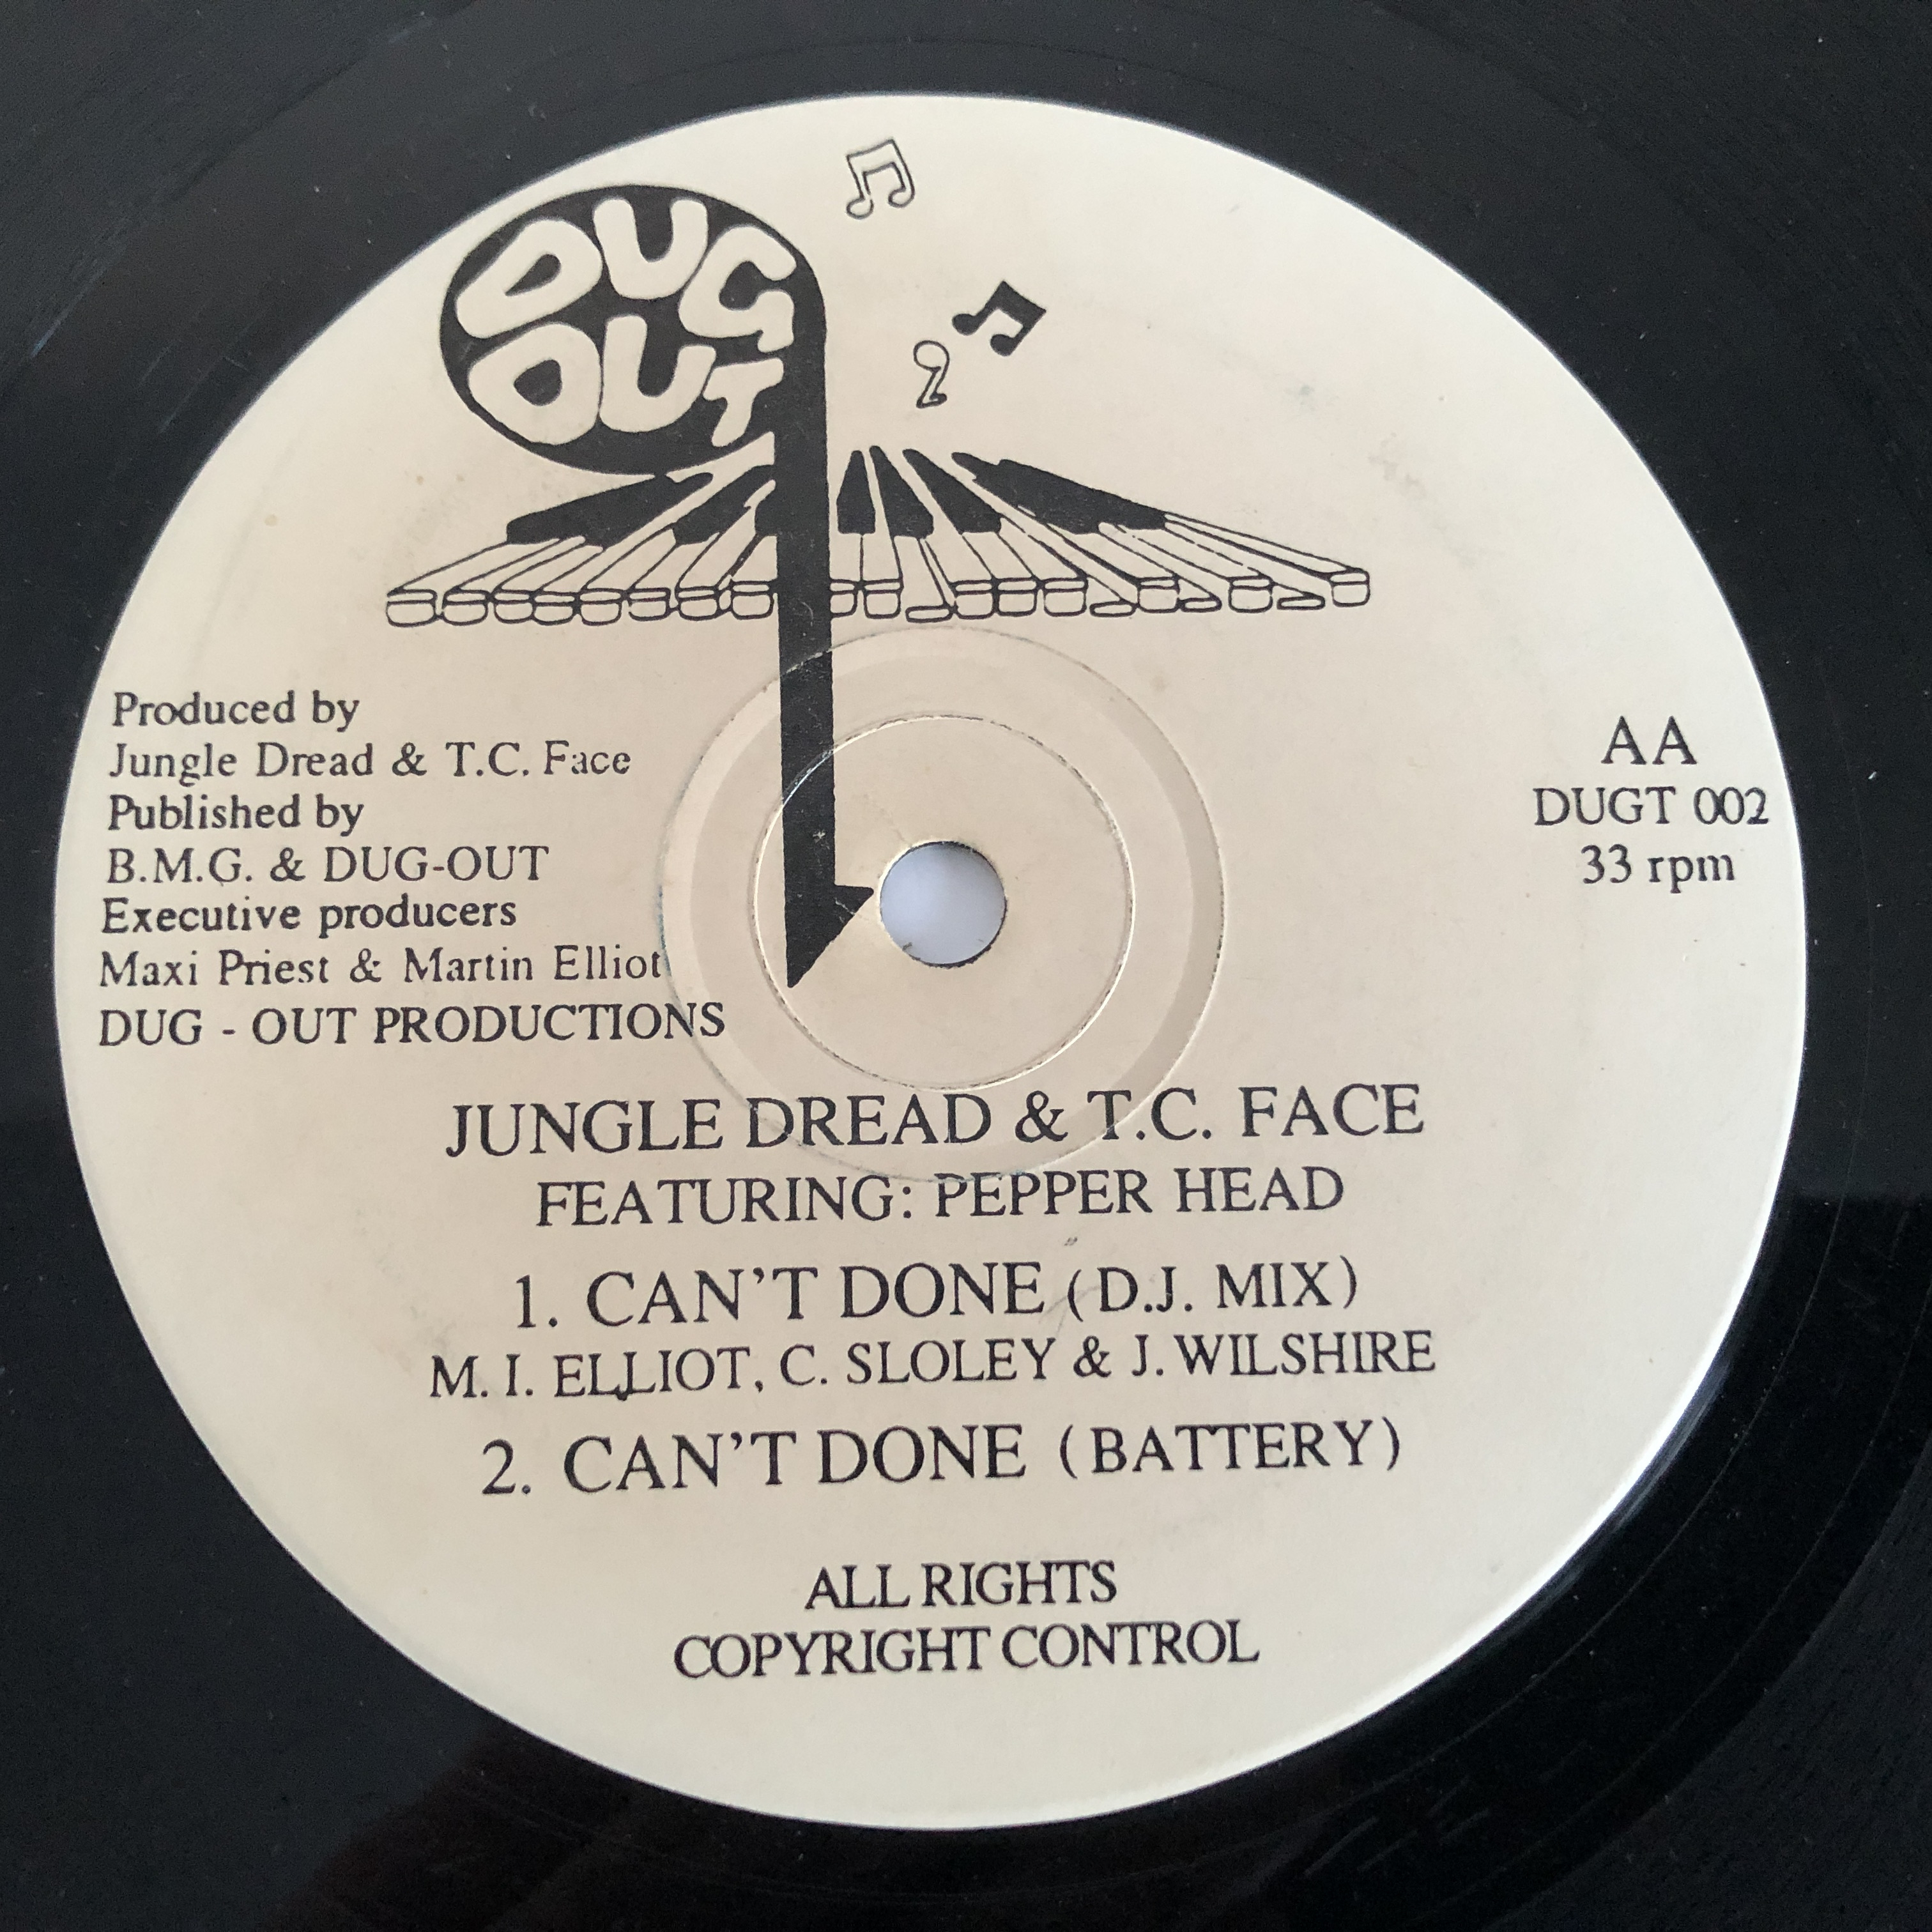 DUG
OUT
Produced by
Jungle Dread & T.C. Face
Published by
B.M.G. & DUG-OUT
Executive producers
Maxi Priest & Martin Elliot
DUG - OUT PRODUCTIONS
AA
DUGT 002
33 rpm
JUNGLE DREAD & T.C. FACE
FEATURING: PEPPER HEAD
1. CAN'T DONE (D.J. MIX)
M. I. ELLIOT, C. SLOLEY & J. WILSHIRE
2. CAN'T DONE (BATTERY)
ALL RIGHTS
COPYRIGHT CONTROL